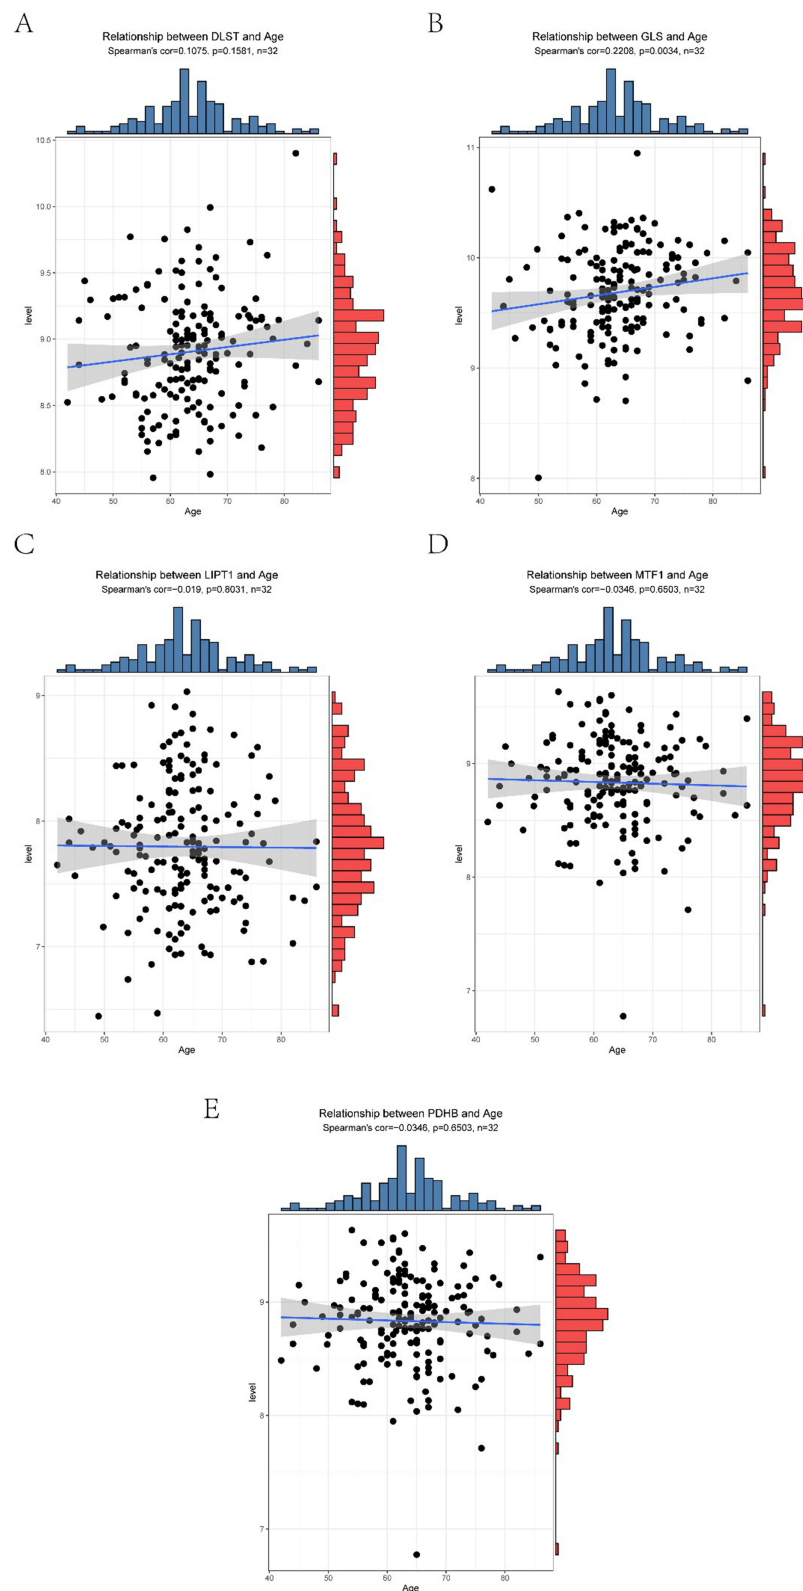 A
Relationship between DLST and Age
Spearman's cor=0.1075. p=0.1581, n=32
10.5
10.0
9.5
9.0
8.5
8.0
level
40 50 60 70 80
Age
B
Relationship between GLS and Age
Spearman's cor=0.2208. p=0.0034, n=32
11
10
9
8
level
40 50 60 70 80
Age
C
Relationship between LIPT1 and Age
Spearman's cor=−0.019, p=0.8031, n=32
9
8
7
level
40 50 60 70 80
Age
D
Relationship between MTF1 and Age
Spearman's cor=−0.0346, p=0.6503, n=32
9
8
7
level
40 50 60 70 80
Age
E
Relationship between PDHB and Age
Spearman's cor=−0.0346, p=0.6503, n=32
9
8
7
level
40 50 60 70 80
Age